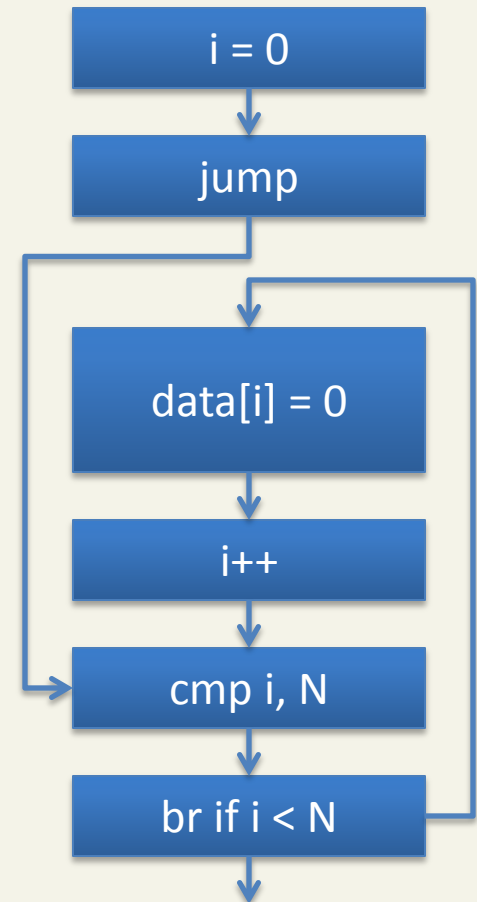 i = 0
jump
data[i] = 0
i++
cmp i, N
br if i < N